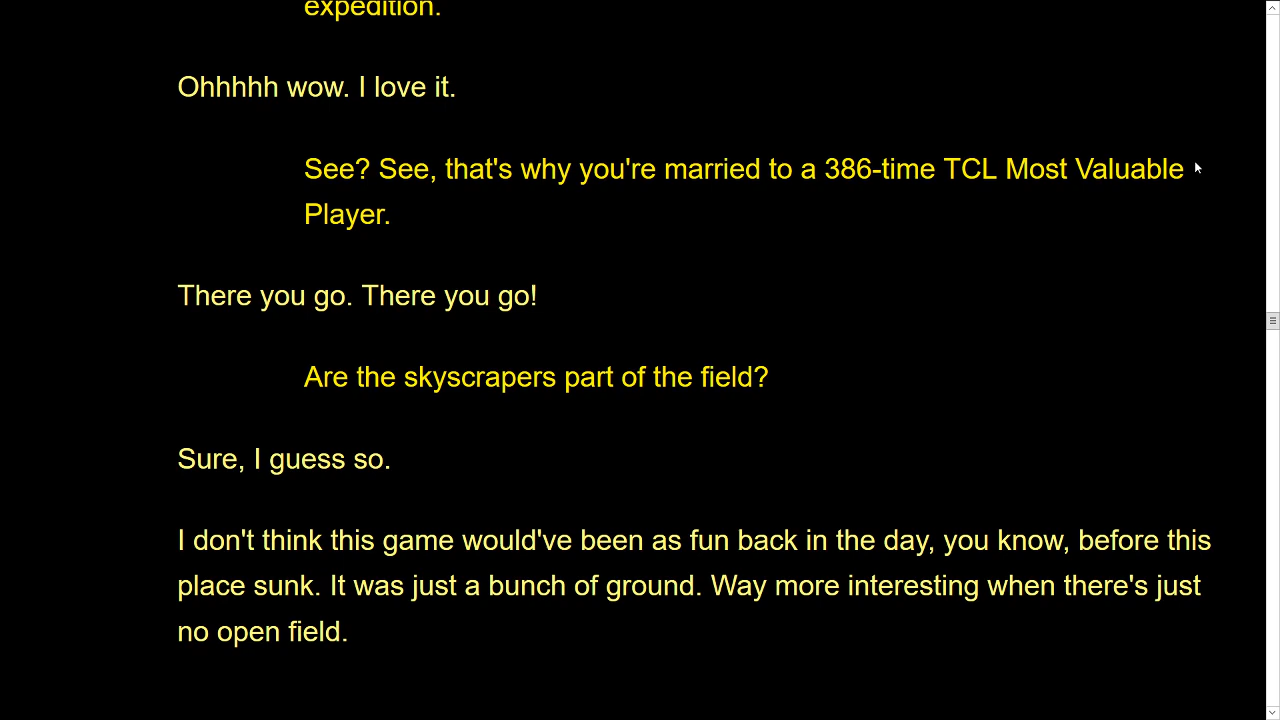 expedition.
Ohhhhh wow. I love it.
See? See, that's why you're married to a 386-time TCL Most Valuable
Player.
There you go. There you go!
Are the skyscrapers part of the field?
Sure, I guess so.
I don't think this game would've been as fun back in the day, you know, before this
place sunk. It was just a bunch of ground. Way more interesting when there's just
no open field.